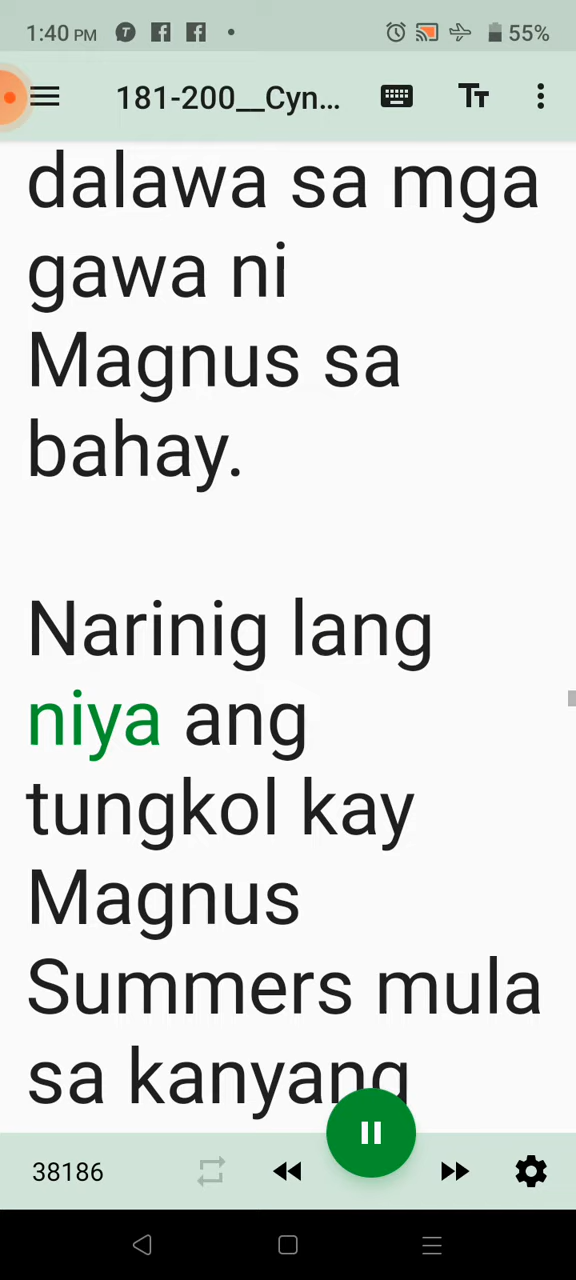 1:40 PM
55%
181-200__Cyn...
dalawa sa mga
gawa ni
Magnus sa
bahay.
Narinig lang
niya ang
tungkol kay
Magnus
Summers mula
sa kanyang
38186